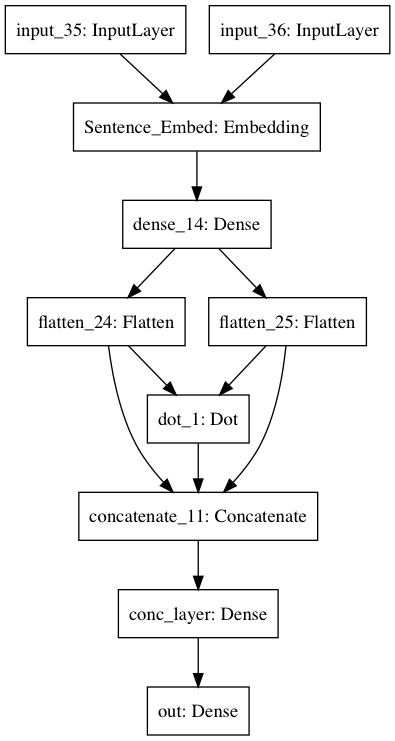 input_35: InputLayer
input_36: InputLayer
Sentence_Embed: Embedding
dense_14: Dense
flatten_24: Flatten
flatten_25: Flatten
dot_1: Dot
concatenate_11: Concatenate
conc_layer: Dense
out: Dense